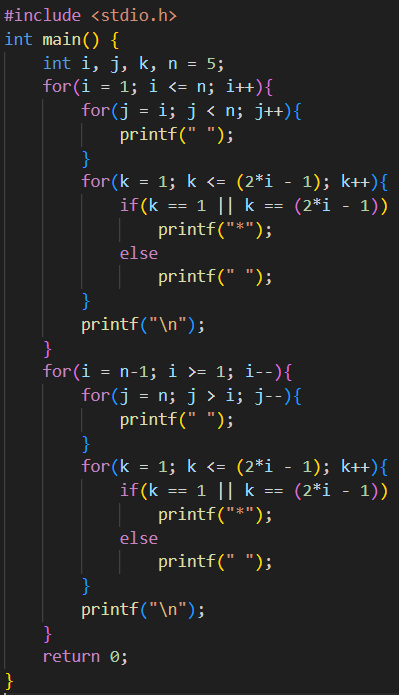 #include <stdio.h>
int main() {
    int i, j, k, n = 5;
    for(i = 1; i <= n; i++){
        for(j = i; j < n; j++){
            printf(" ");
        }
        for(k = 1; k <= (2*i - 1); k++){
            if(k == 1 || k == (2*i - 1))
                printf("*");
            else
                printf(" ");
        }
        printf("\n");
    }
    for(i = n-1; i >= 1; i--){
        for(j = n; j > i; j--){
            printf(" ");
        }
        for(k = 1; k <= (2*i - 1); k++){
            if(k == 1 || k == (2*i - 1))
                printf("*");
            else
                printf(" ");
        }
        printf("\n");
    }
    return 0;
}